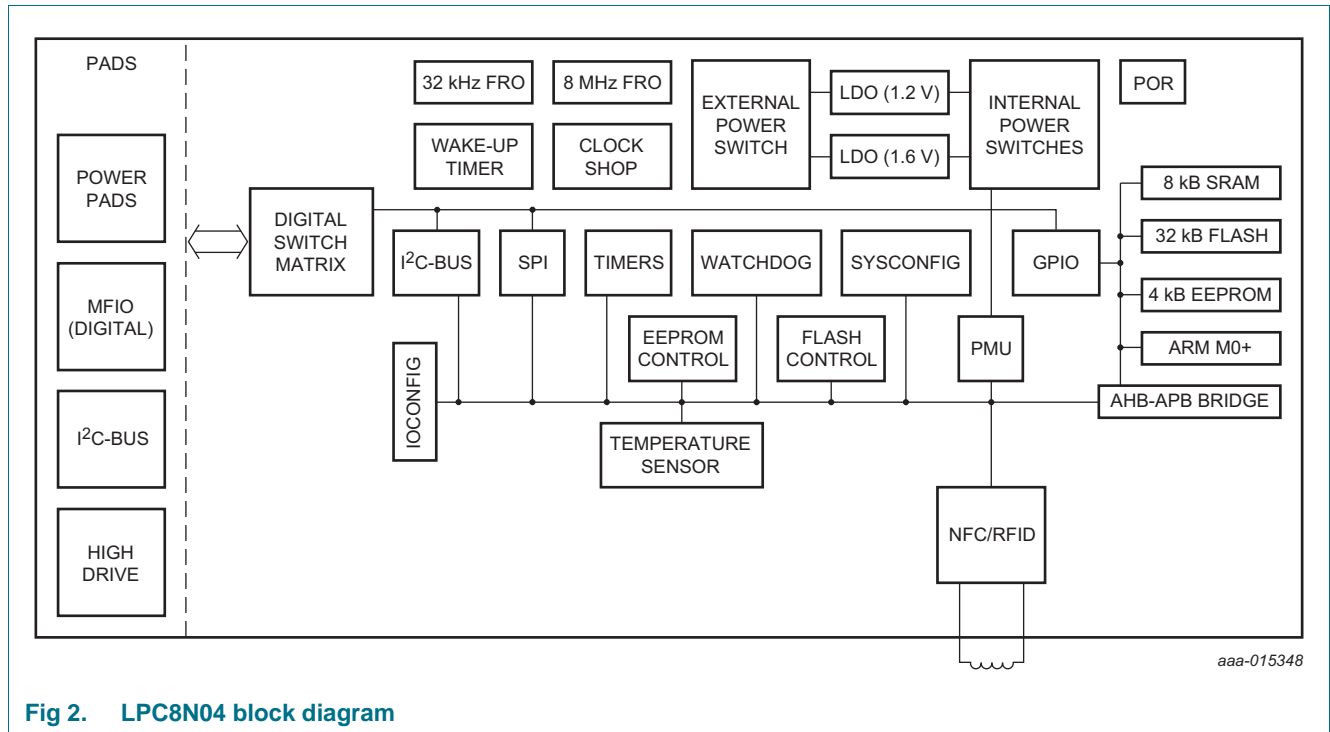 PADS
POWER
PADS
MFIO
(DIGITAL)
I2C-BUS
HIGH
DRIVE
DIGITAL
SWITCH
MATRIX
32 kHz FRO
8 MHz FRO
WAKE-UP
TIMER
CLOCK
SHOP
EXTERNAL
POWER
SWITCH
LDO (1.2 V)
LDO (1.6 V)
INTERNAL
POWER
SWITCHES
POR
I2C-BUS
SPI
TIMERS
WATCHDOG
SYSCONFIG
GPIO
8 kB SRAM
32 kB FLASH
4 kB EEPROM
ARM M0+
AHB-APB BRIDGE
IOCONFIG
EEPROM
CONTROL
FLASH
CONTROL
PMU
TEMPERATURE
SENSOR
NFC/RFID
aaa-015348
Fig 2. LPC8N04 block diagram